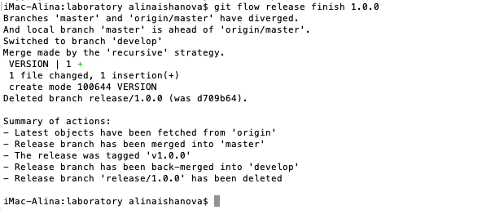 iMac-Alina:laboratory alinaishanova$ git flow release finish 1.0.0
Branches 'master' and 'origin/master' have diverged.
And local branch 'master' is ahead of 'origin/master'.
Switched to branch 'develop'
Merge made by the 'recursive' strategy.
 VERSION | 1 +
 1 file changed, 1 insertion(+)
 create mode 100644 VERSION
Deleted branch release/1.0.0 (was d709b64).

Summary of actions:
- Latest objects have been fetched from 'origin'
- Release branch has been merged into 'master'
- The release was tagged 'v1.0.0'
- Release branch has been back-merged into 'develop'
- Release branch 'release/1.0.0' has been deleted

iMac-Alina:laboratory alinaishanova$